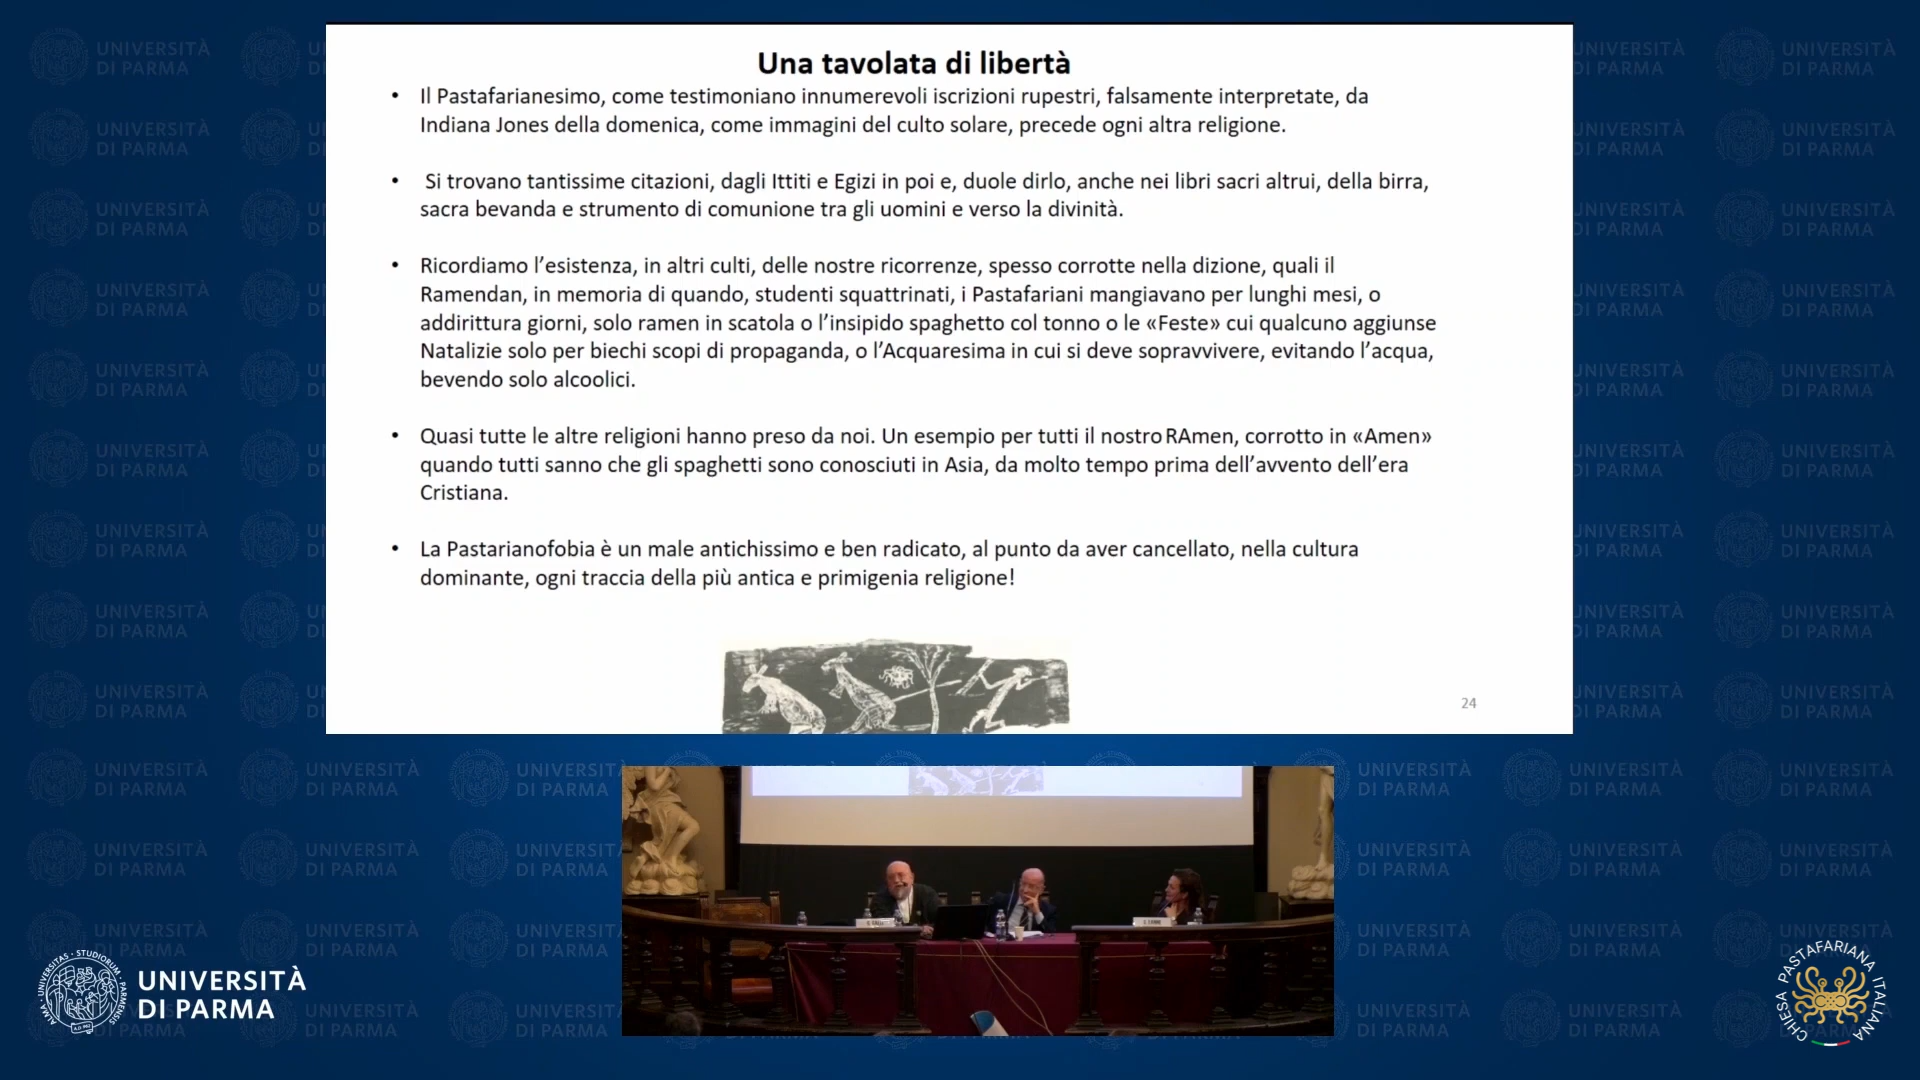 Una tavolata di libertà
• Il Pastafarianesimo, come testimoniano innumerevoli iscrizioni rupestri, falsamente interpretate, da
Indiana Jones della domenica, come immagini del culto solare, precede ogni altra religione.
• Si trovano tantissime citazioni, dagli Ittiti e Egizi in poi e, duole dirlo, anche nei libri sacri altrui, della birra,
sacra bevanda e strumento di comunione tra gli uomini e verso la divinità.
• Ricordiamo l’esistenza, in altri culti, delle nostre ricorrenze, spesso corrotte nella dizione, quali il
Ramendan, in memoria di quando, studenti squattrinati, i Pastafariani mangiavano per lunghi mesi, o
addirittura giorni, solo ramen in scatola o l’insipido spaghetto col tonno o le «Feste» cui qualcuno aggiunse
Natalizie solo per biechi scopi di propaganda, o l’Acquaresima in cui si deve sopravvivere, evitando l’acqua,
bevendo solo alcoolici.
• Quasi tutte le altre religioni hanno preso da noi. Un esempio per tutti il nostro RAmen, corrotto in «Amen»
quando tutti sanno che gli spaghetti sono conosciuti in Asia, da molto tempo prima dell’avvento dell’era
Cristiana.
• La Pastarianofobia è un male antichissimo e ben radicato, al punto da aver cancellato, nella cultura
dominante, ogni traccia della più antica e primigenia religione!
24
UNIVERSITÀ
DI PARMA
CHIESA PASTAFARIANA ITALIANA